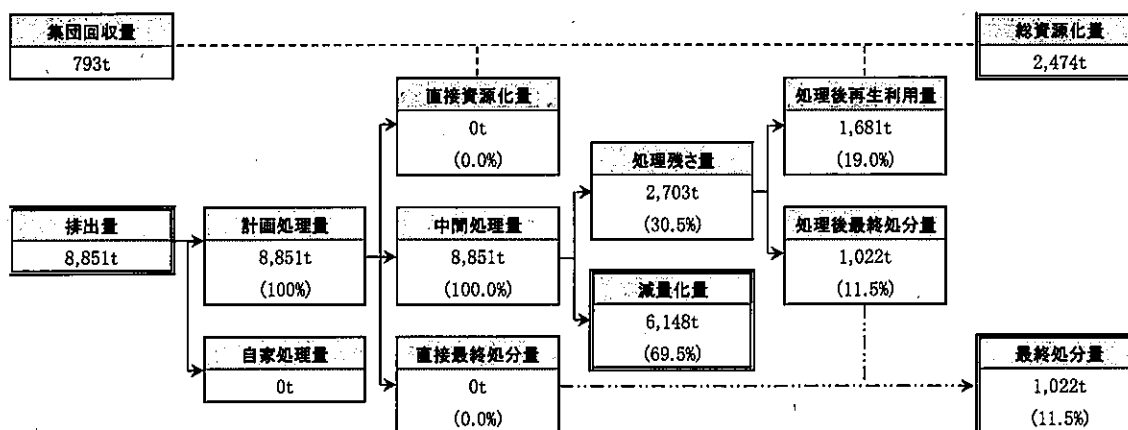 集団回収量
793t
総資源化量
2,474t
直接資源化量
0t
(0.0%)
処理後再生利用量
1,681t
(19.0%)
処理残さ量
2,703t
(30.5%)
排出量
8,851t
計画処理量
8,851t
(100%)
中間処理量
8,851t
(100.0%)
処理後最終処分量
1,022t
(11.5%)
減量化量
6,148t
(69.5%)
自家処理量
0t
直接最終処分量
0t
(0.0%)
最終処分量
1,022t
(11.5%)